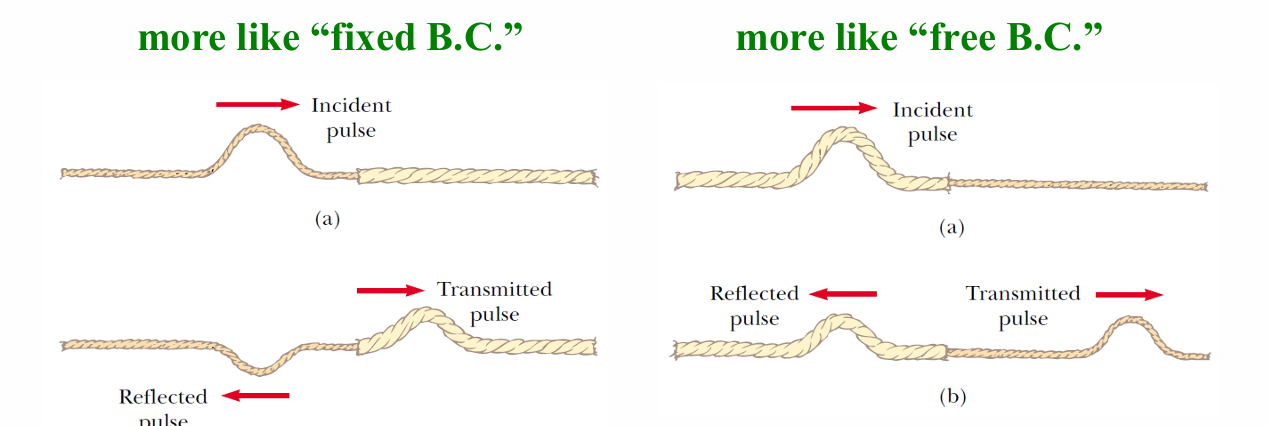 more like “fixed B.C.”
Incident
pulse
(a)
Transmitted
pulse
Reflected
pulse
more like “free B.C.”
Incident
pulse
(a)
Reflected
pulse
Transmitted
pulse
(b)